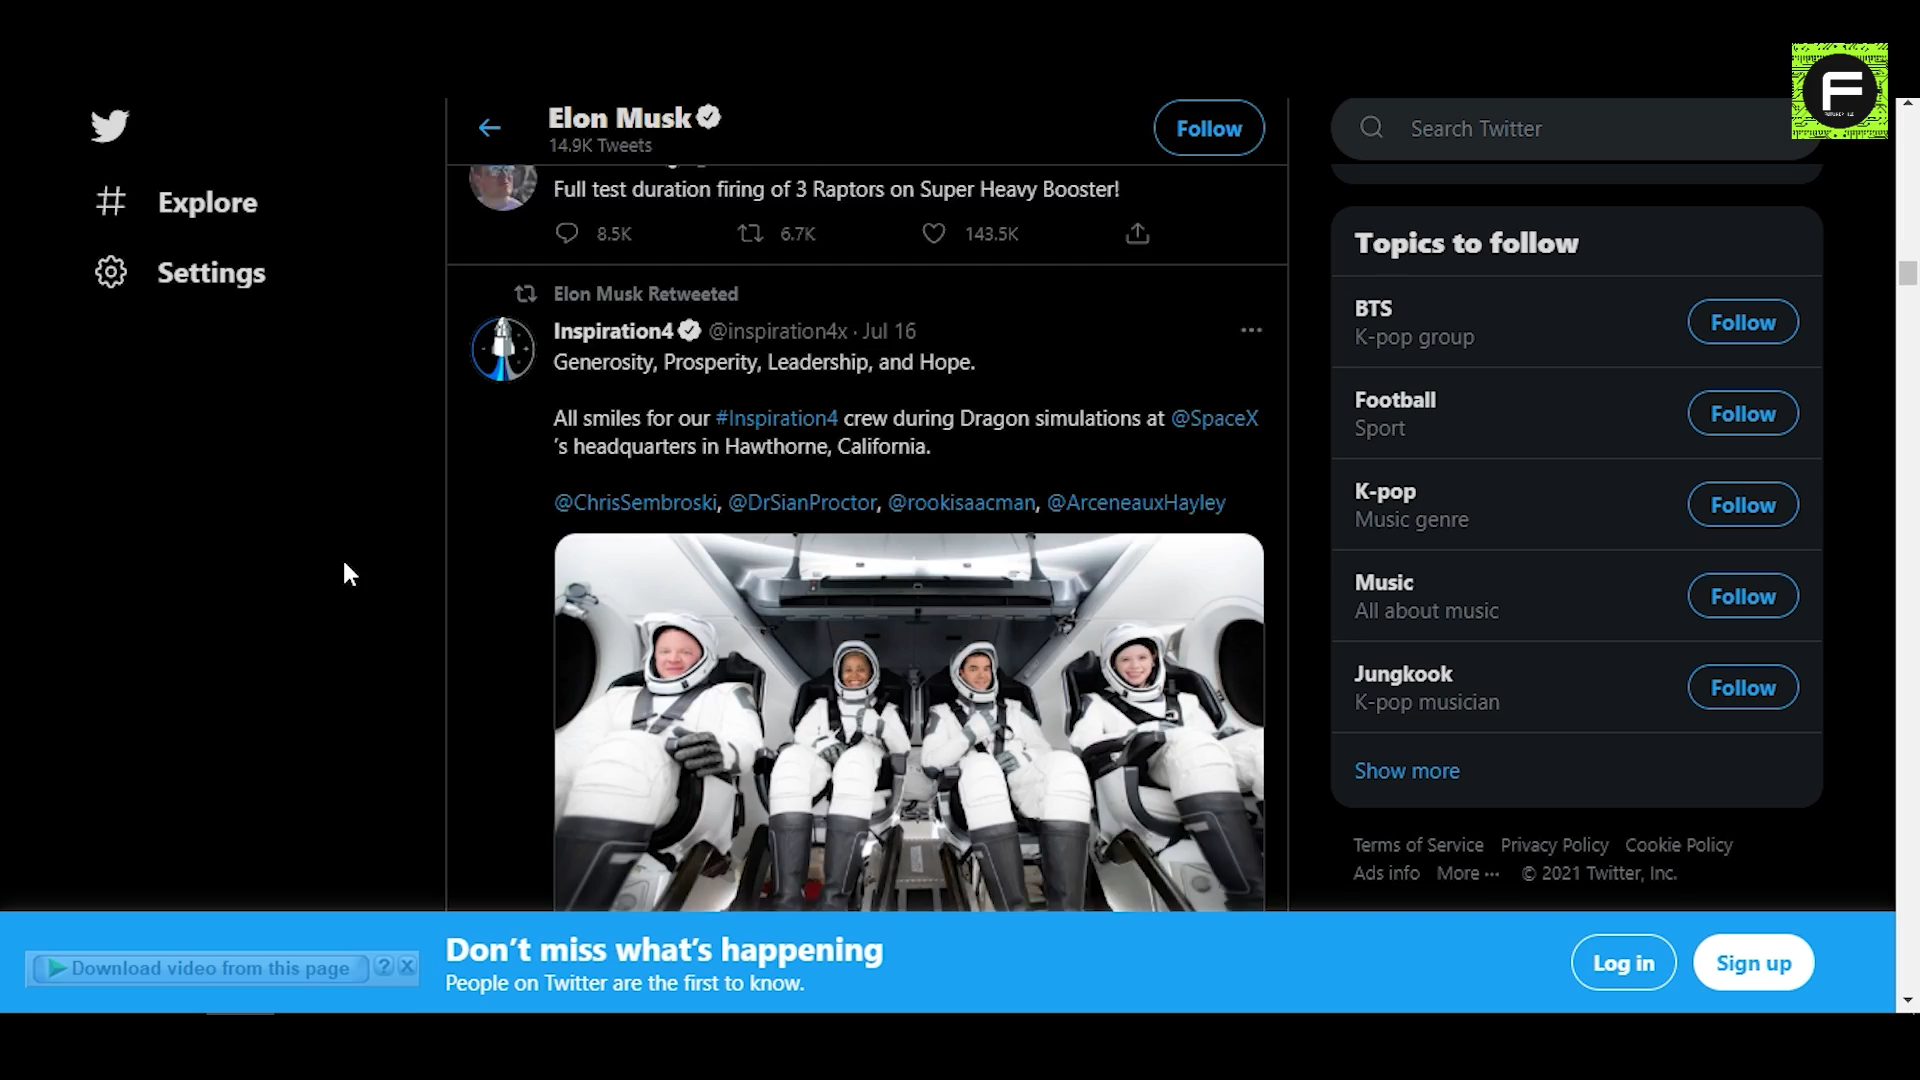 Explore
Settings
Elon Musk
14.9K Tweets
Follow
Full test duration firing of 3 Raptors on Super Heavy Booster!
8.5K 6.7K 143.5K
Elon Musk Retweeted
Inspiration4 @inspiration4x · Jul 16
Generosity, Prosperity, Leadership, and Hope.
All smiles for our #Inspiration4 crew during Dragon simulations at @SpaceX
's headquarters in Hawthorne, California.
@ChrisSembroski, @DrSianProctor, @rookisaacman, @ArceneauxHayley
Search Twitter
F
Topics to follow
BTS
K-pop group
Follow
Football
Sport
Follow
K-pop
Music genre
Follow
Music
All about music
Follow
Jungkook
K-pop musician
Follow
Show more
Terms of Service Privacy Policy Cookie Policy
Ads info More ··· © 2021 Twitter, Inc.
Download video from this page ? X
Don't miss what's happening
People on Twitter are the first to know.
Log in
Sign up